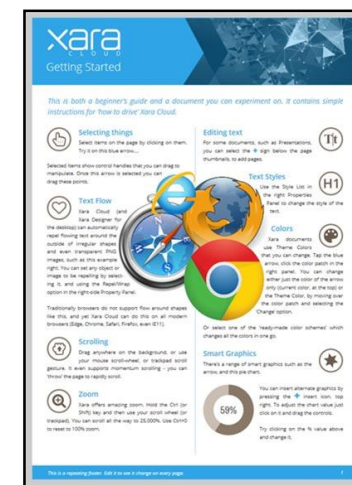 xara
CLOUD
Getting Started
This is both a beginner's guide and a document you can experiment on. It contains simple
instructions for 'how to drive' Xara Cloud.
Selecting things
Select items on the page by clicking on them.
Try it on this blue arrow....
Selected items show control handles that you can drag to
manipulate. Once this arrow is selected you can
drag these points.
Text Flow
Xara Cloud (and
Xara Designer for
the desktop) can automatically
repel flowing text around the
outside of irregular shapes
and even transparent PNG
images, such as this example
right. You can set any object or
image to be repelling by select-
ing it, and using the Repel/Wrap
option in the right-side Property Panel.
Traditionally browsers do not support flow around shapes
like this, and yet Xara Cloud can do this on all modern
browsers (Edge, Chrome, Safari, Firefox, even IE11).
Scrolling
Drag anywhere on the background, or use
your mouse scroll-wheel, or trackpad scroll
gesture. It even supports momentum scrolling - you can
'throw' the page to rapidly scroll.
Zoom
Xara offers amazing zoom. Hold the Ctrl (or
Shift) key and then use your scroll wheel (or
trackpad). You can scroll all the way to 25,000%. Use Ctrl+0
to reset to 100% zoom.
Editing text
For some documents, such as Presentations,
you can select the + sign below the page
thumbnails, to add pages.
T|t
Text Styles
Use the Style List in
the right Properties
Panel to change the style of the
text.
H1
Colors
Xara documents
use Theme Colors
that you can change. Tap the blue
arrow, click the color patch in the
right panel. You can change
either just the color of the arrow
only (current color, at the top) or
the Theme Color, by moving over
the color patch and selecting the
'Change' option.
Or select one of the 'ready-made color schemes' which
changes all the colors in one go.
Smart Graphics
There's a range of smart graphics such as the
arrow, and this pie chart.
59%
You can insert alternate graphics by
pressing the + insert icon, top
right. To adjust the chart value just
click on it and drag the controls.
Try clicking on the % value above
and change it.
This is a repeating footer. Edit it to see it change on every page.
1